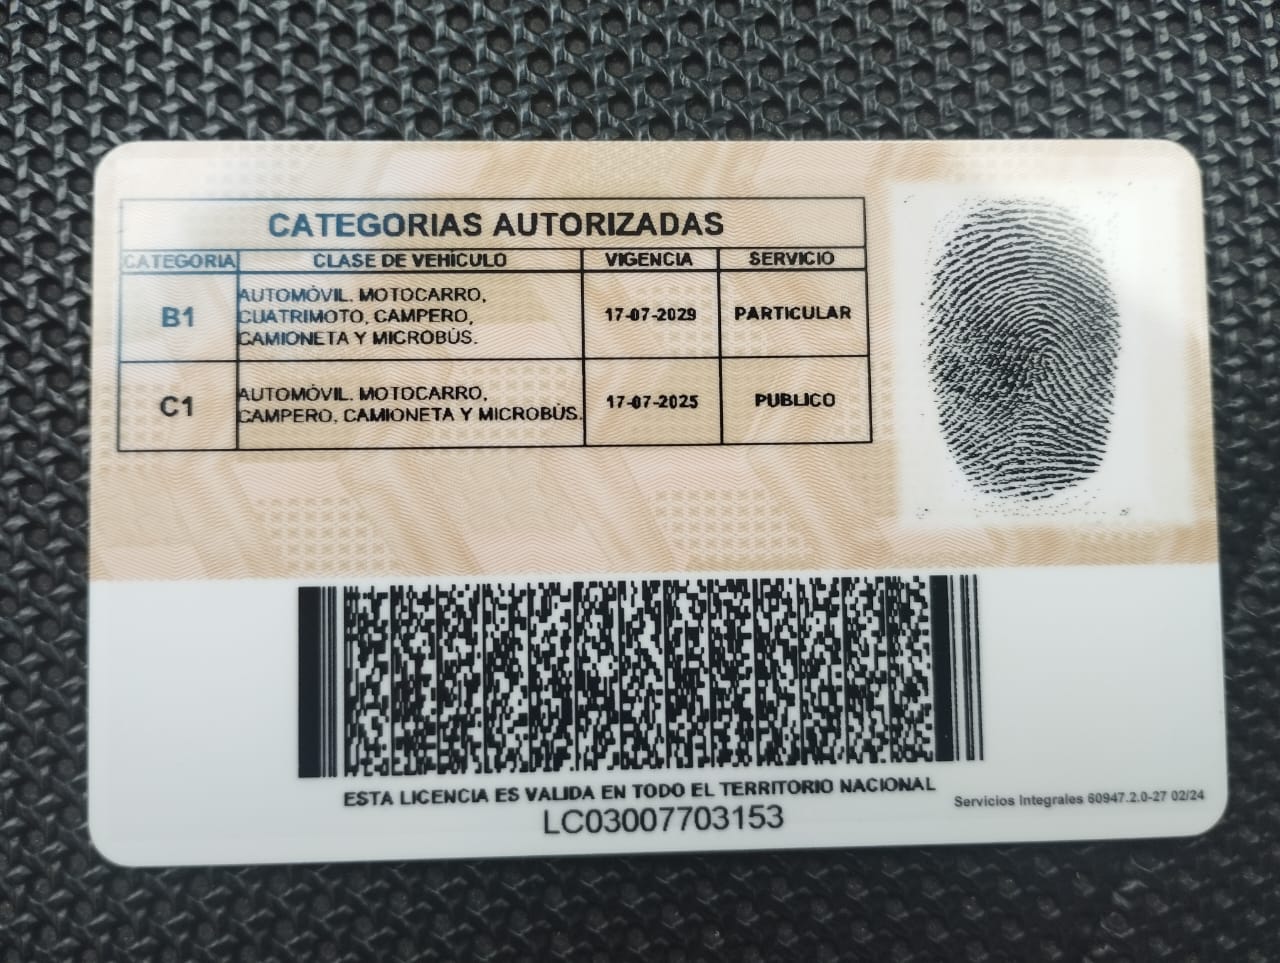 CATEGORIAS AUTORIZADAS
CATEGORIA CLASE DE VEHÍCULO VIGENCIA SERVICIO
B1
AUTOMÓVIL. MOTOCARRO,
CUATRIMOTO, CAMPERO,
CAMIONETA Y MICROBÚS.
17-07-2029
PARTICULAR
C1
AUTOMÓVIL. MOTOCARRO,
CAMPERO. CAMIONETA Y MICROBÚS.
17-07-2025
PUBLICO
ESTA LICENCIA ES VALIDA EN TODO EL TERRITORIO NACIONAL
LC03007703153
Servicios Integrales 60947.2.0-27 02/24